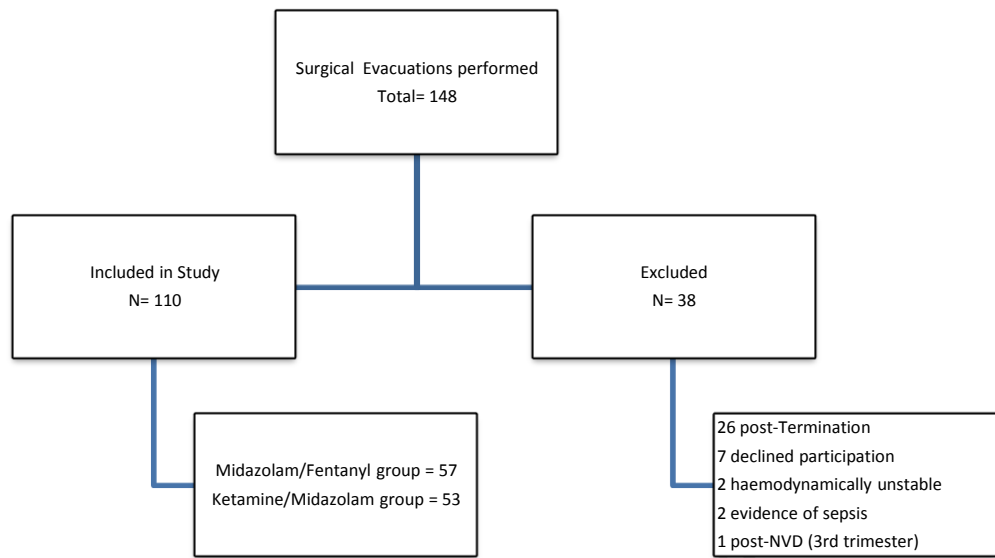 Surgical Evacuations performed
Total= 148
Included in Study
N= 110
Excluded
N= 38
Midazolam/Fentanyl group = 57
Ketamine/Midazolam group = 53
26 post-Termination
7 declined participation
2 haemodynamically unstable
2 evidence of sepsis
1 post-NVD (3rd trimester)